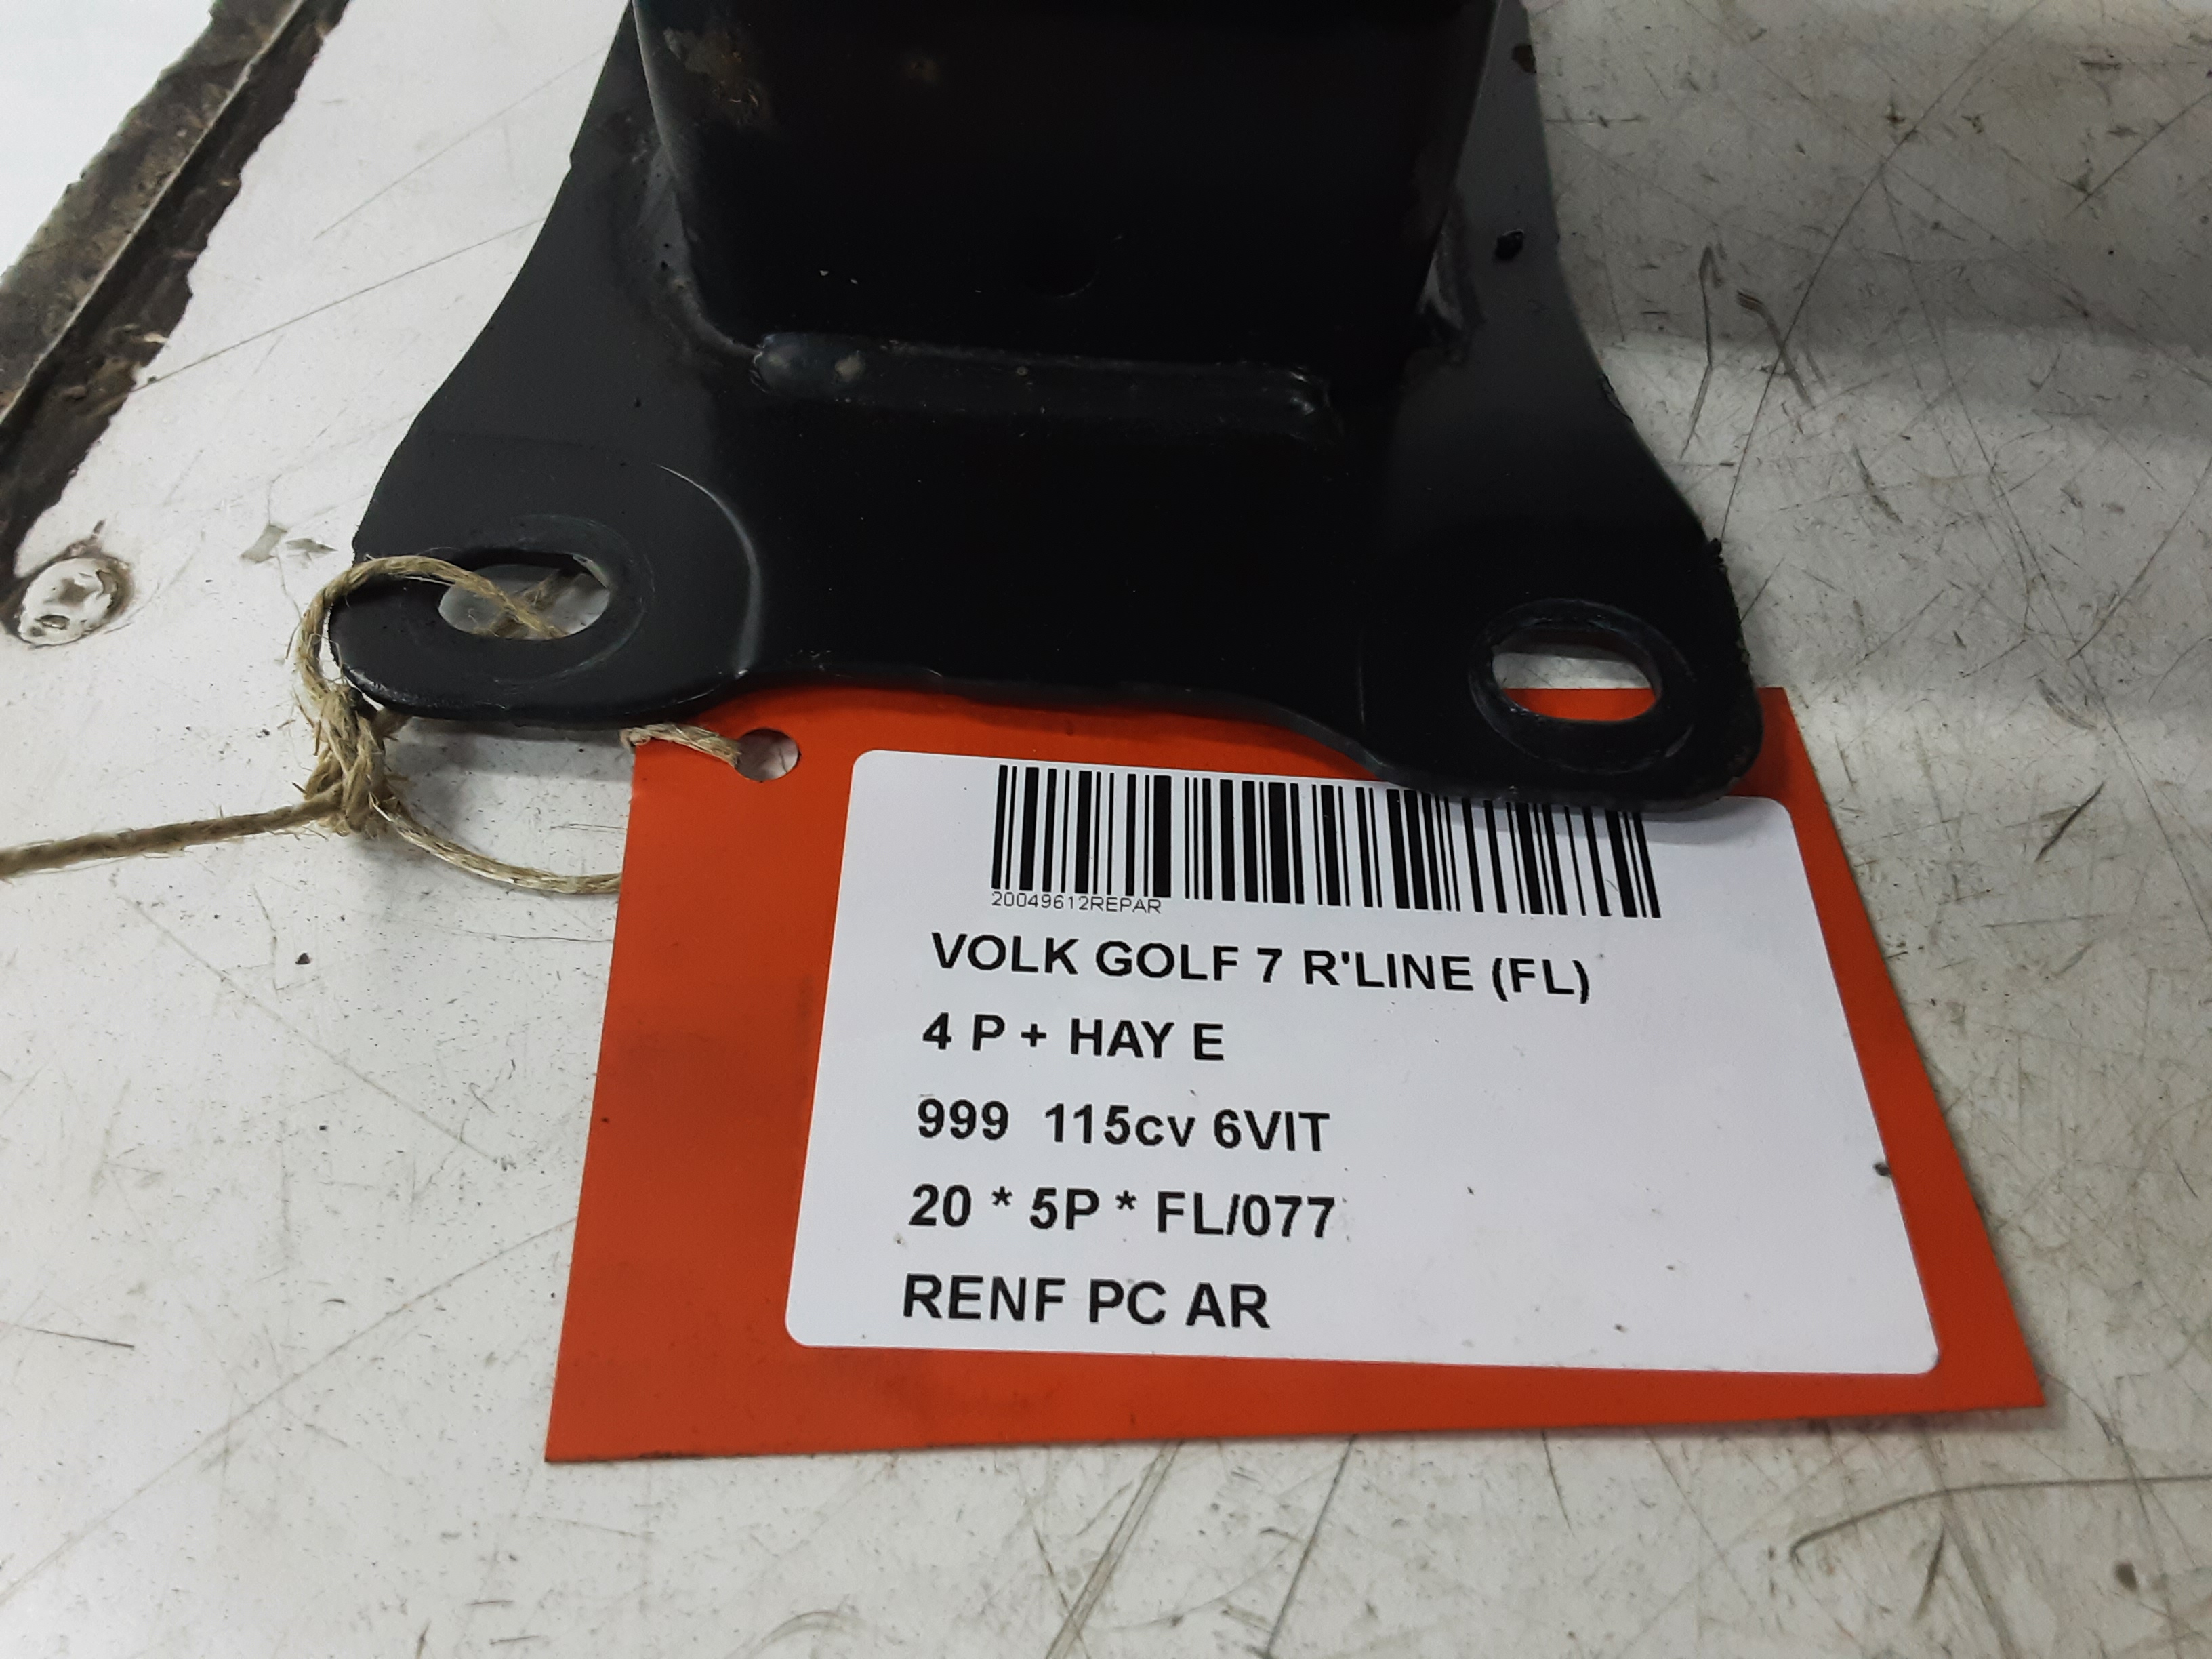 20049612REPAR
VOLK GOLF 7 R'LINE (FL)
4 P + HAY E
999 115cv 6VIT
20 * 5P * FL/077
RENF PC AR